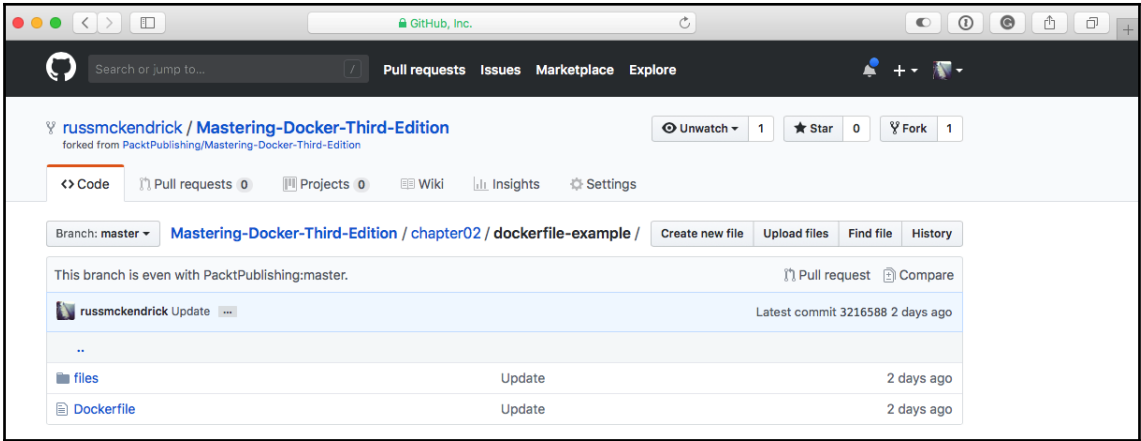 GitHub, Inc.
Search or jump to... / Pull requests Issues Marketplace Explore
russmckendrick / Mastering-Docker-Third-Edition Unwatch 1 Star 0 Fork 1
forked from PacktPublishing/Mastering-Docker-Third-Edition
<> Code Pull requests 0 Projects 0 Wiki Insights Settings
Branch: master Mastering-Docker-Third-Edition / chapter02 / dockerfile-example / Create new file Upload files Find file History
This branch is even with PacktPublishing:master. Pull request Compare
russmckendrick Update ... Latest commit 3216588 2 days ago
..
files Update 2 days ago
Dockerfile Update 2 days ago